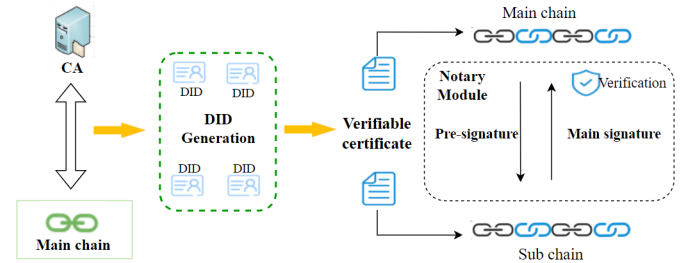 CA
Main chain
DID
DID
DID
Generation
DID
DID
Verifiable
certificate
Main chain
Notary
Module
Verification
Pre-signature
Main signature
Sub chain